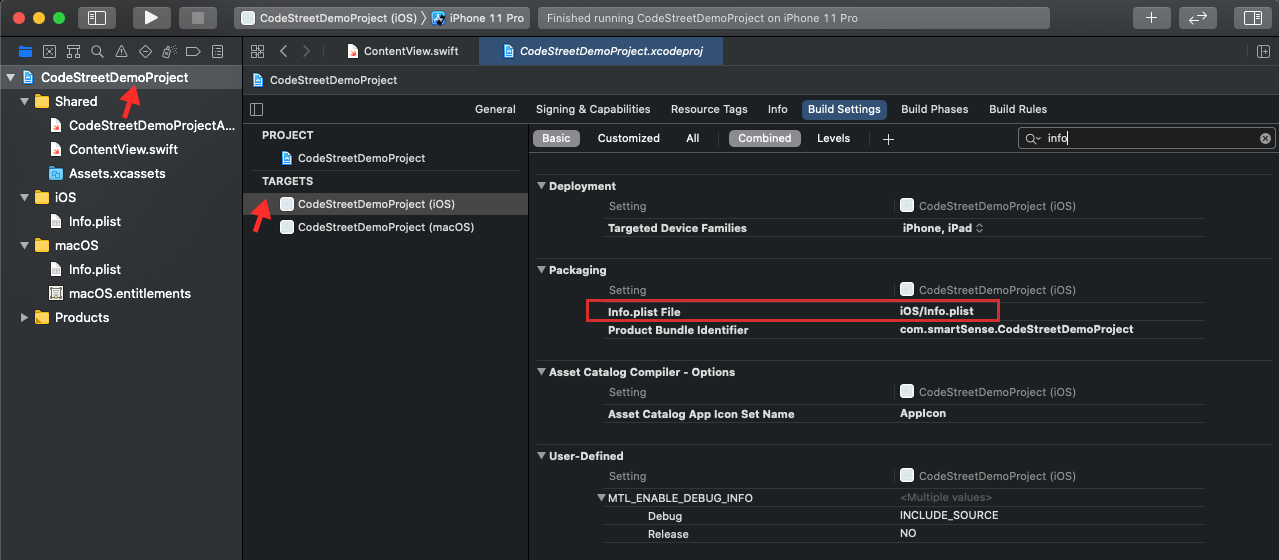 CodeStreetDemoProject (iOS) 〉 iPhone 11 Pro
Finished running CodeStreetDemoProject on iPhone 11 Pro
ContentView.swift
CodeStreetDemoProject.xcodeproj
CodeStreetDemoProject
Shared
CodeStreetDemoProjectA...
ContentView.swift
Assets.xcassets
iOS
Info.plist
macOS
Info.plist
macOS.entitlements
Products
CodeStreetDemoProject
General Signing & Capabilities Resource Tags Info Build Settings Build Phases Build Rules
PROJECT
CodeStreetDemoProject
TARGETS
CodeStreetDemoProject (iOS)
CodeStreetDemoProject (macOS)
Basic Customized All Combined Levels + info
Deployment
Setting CodeStreetDemoProject (iOS)
Targeted Device Families iPhone, iPad
Packaging
Setting CodeStreetDemoProject (iOS)
Info.plist File iOS/Info.plist
Product Bundle Identifier com.smartSense.CodeStreetDemoProject
Asset Catalog Compiler - Options
Setting CodeStreetDemoProject (iOS)
Asset Catalog App Icon Set Name AppIcon
User-Defined
Setting CodeStreetDemoProject (iOS)
MTL_ENABLE_DEBUG_INFO <Multiple values>
Debug INCLUDE_SOURCE
Release NO